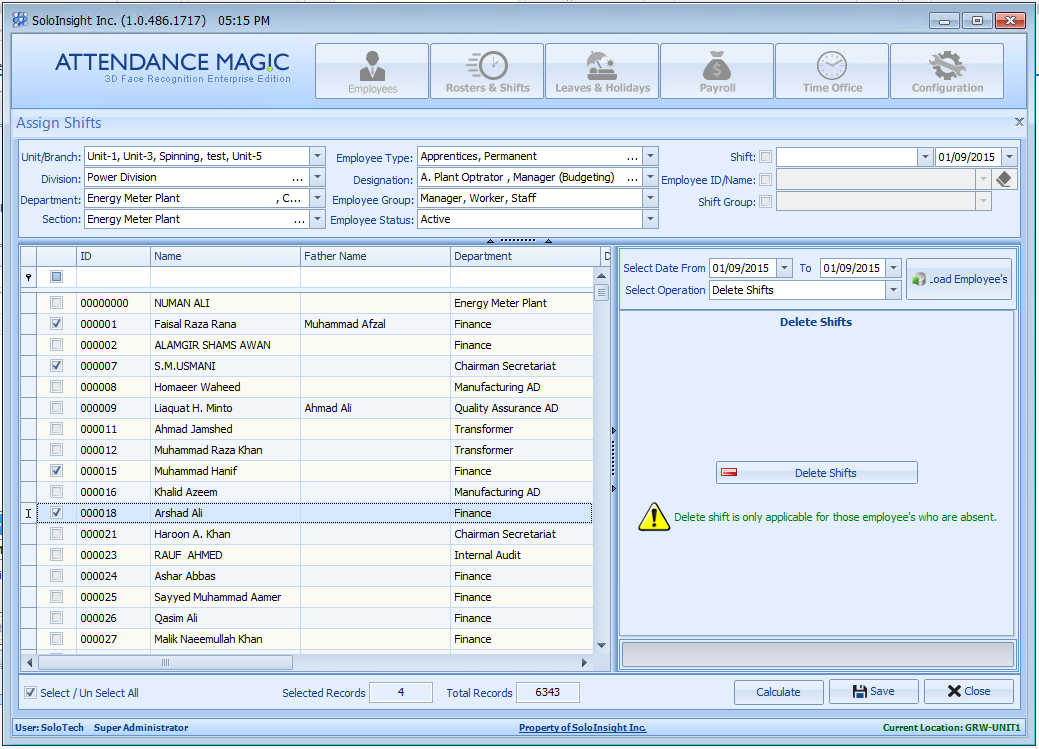 SoloInsight Inc. (1.0.486.1717) 05:15 PM
ATTENDANCE MAGIC
3D Face Recognition Enterprise Edition
Employees
Rosters & Shifts
Leaves & Holidays
Payroll
Time Office
Configuration
Assign Shifts
Unit/Branch: Unit-1, Unit-3, Spinning, test, Unit-5 Employee Type: Apprentices, Permanent ... Shift: 01/09/2015
Division: Power Division ... Designation: A. Plant Optrator , Manager (Budgeting) ... Employee ID/Name:
Department: Energy Meter Plant , C... Employee Group: Manager, Worker, Staff Shift Group:
Section: Energy Meter Plant ... Employee Status: Active
ID Name Father Name Department D
00000000 NUMAN ALI Energy Meter Plant
000001 Faisal Raza Rana Muhammad Afzal Finance
000002 ALAMGIR SHAMS AWAN Finance
000007 S.M.USMANI Chairman Secretariat
000008 Homaeer Waheed Manufacturing AD
000009 Liaquat H. Minto Ahmad Ali Quality Assurance AD
000011 Ahmad Jamshed Transformer
000012 Muhammad Raza Khan Transformer
000015 Muhammad Hanif Finance
000016 Khalid Azeem Manufacturing AD
000018 Arshad Ali Finance
000021 Haroon A. Khan Chairman Secretariat
000023 RAUF AHMED Internal Audit
000024 Ashar Abbas Finance
000025 Sayyed Muhammad Aamer Finance
000026 Qasim Ali Finance
000027 Malik Naeemullah Khan Finance
Select Date From 01/09/2015 To 01/09/2015
Select Operation Delete Shifts
.oad Employee's
Delete Shifts
Delete Shifts
Delete shift is only applicable for those employee's who are absent.
Select / Un Select All Selected Records 4 Total Records 6343 Calculate Save Close
User: SoloTech Super Administrator Property of SoloInsight Inc. Current Location: GRW-UNIT1